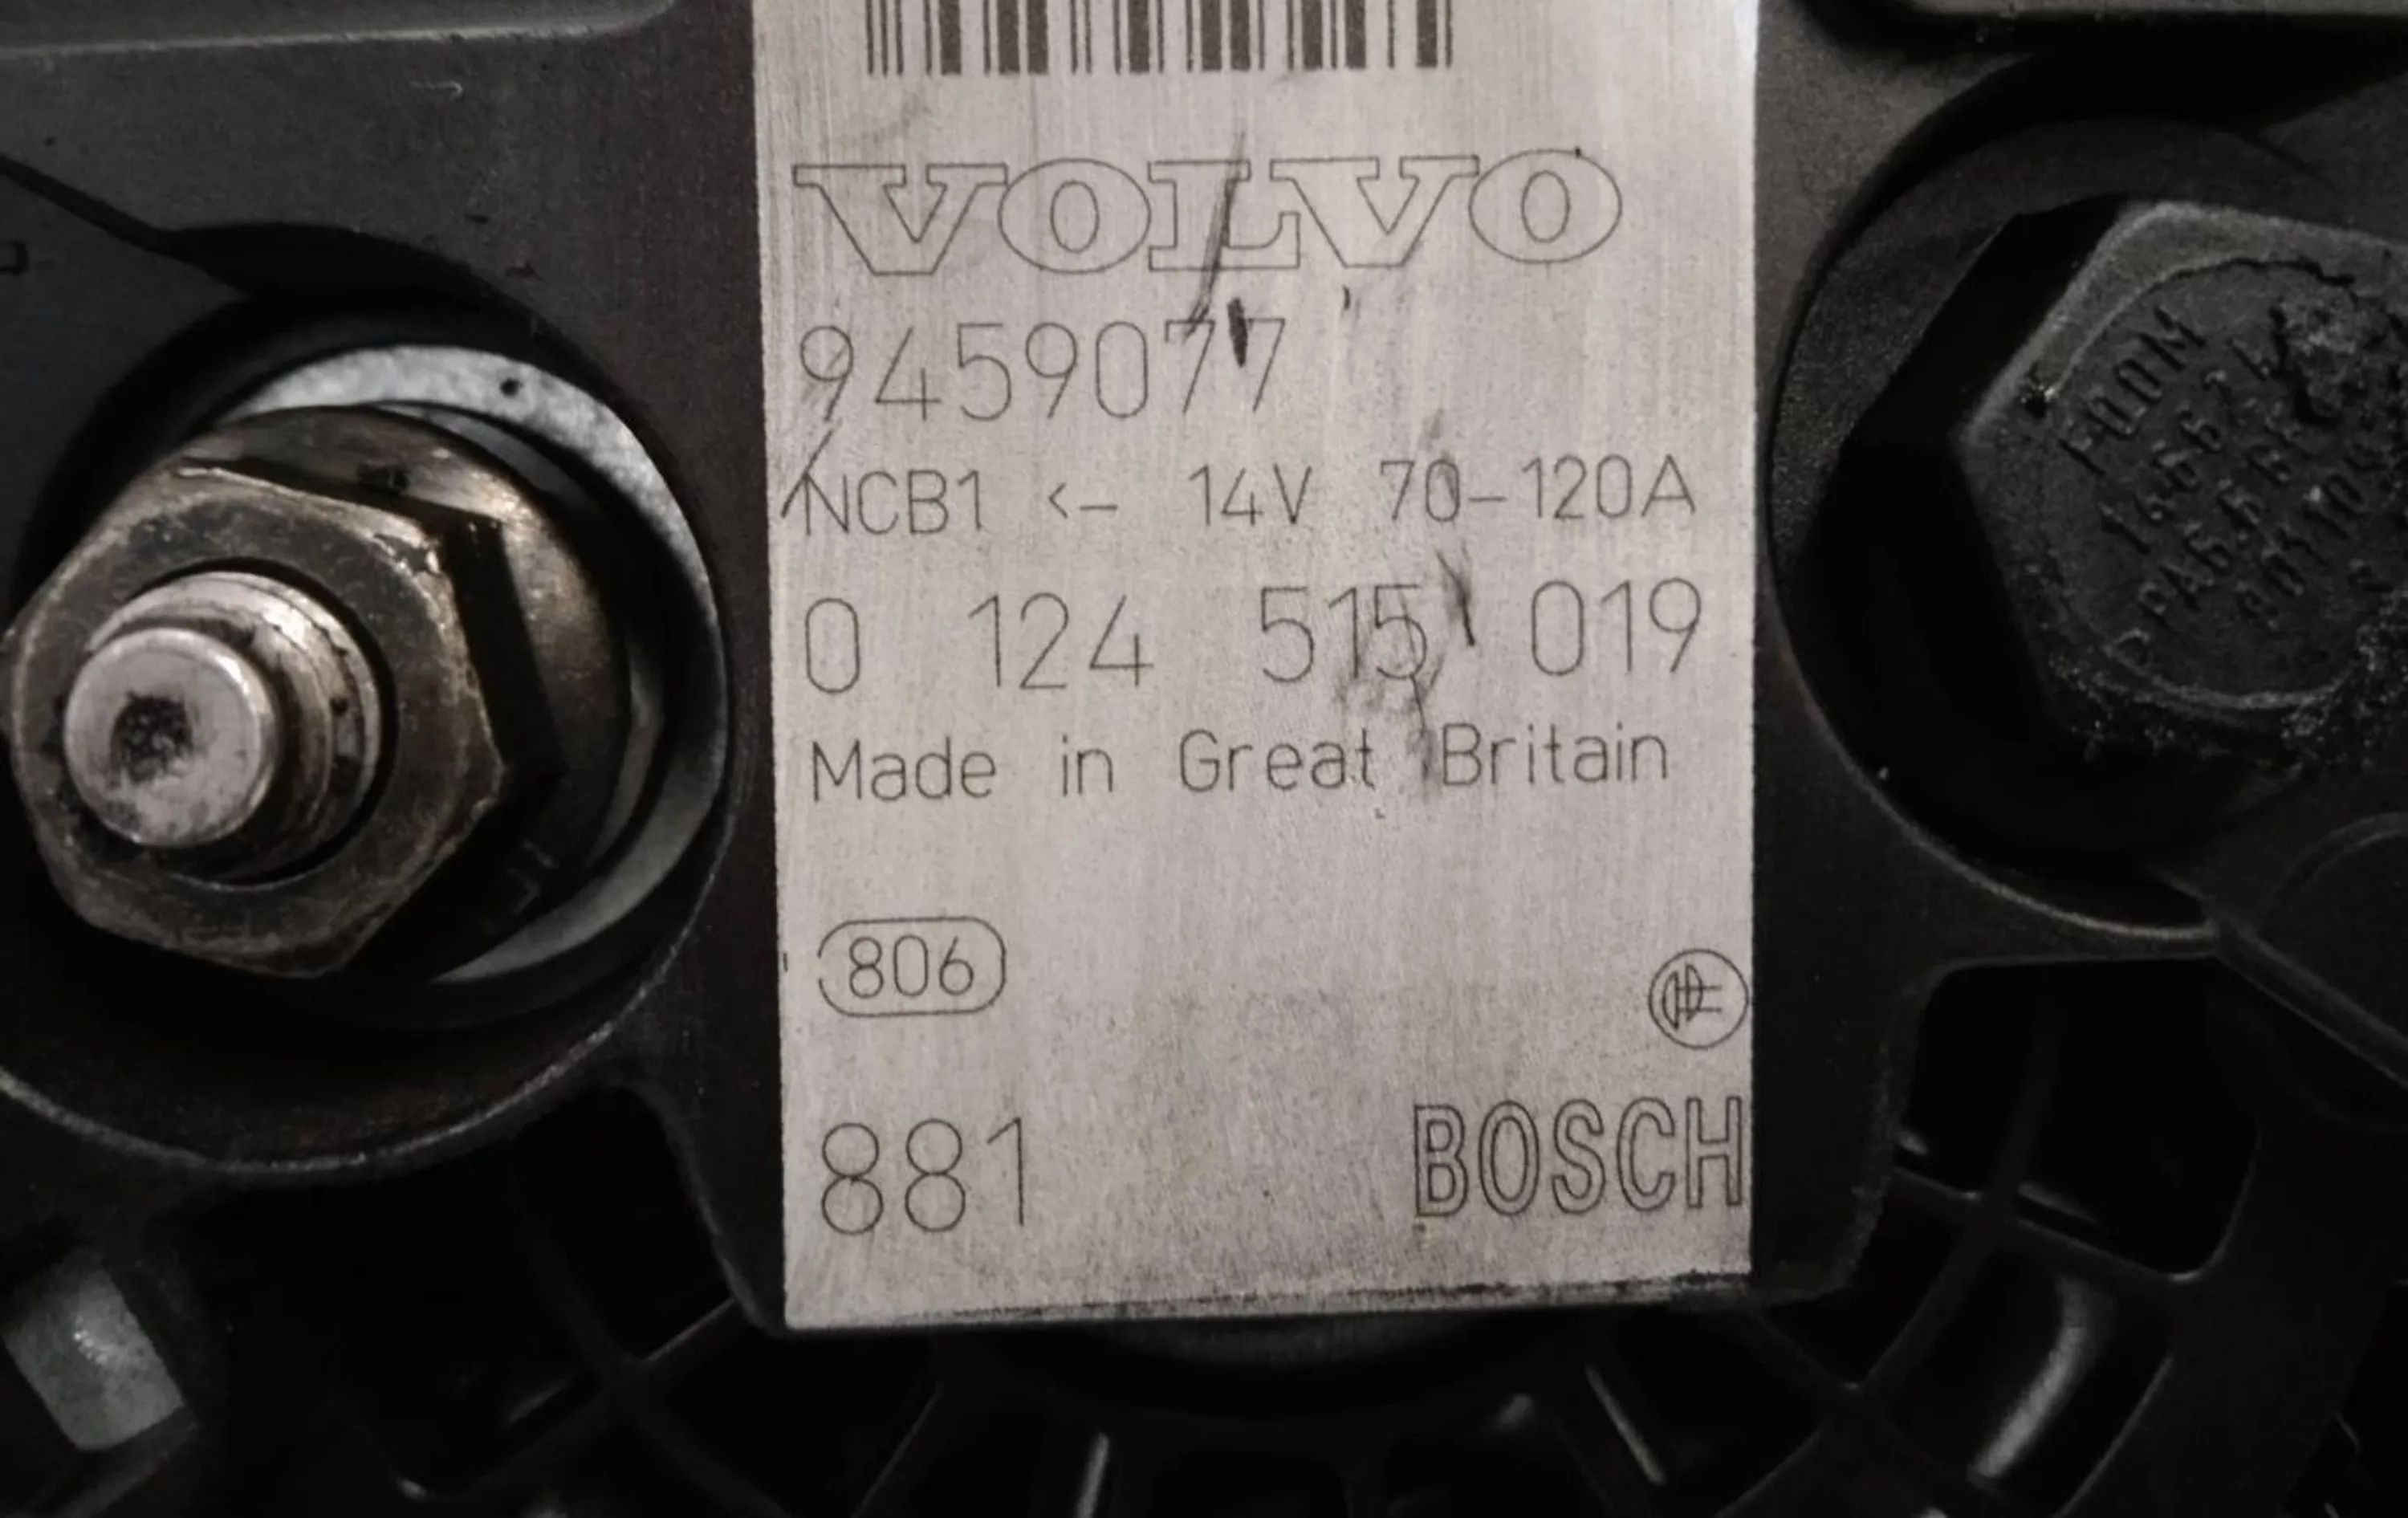 VOLVO
9459077
NCB1 <- 14V 70-120A
0 124 515 019
Made in Great Britain
806
881 BOSCH